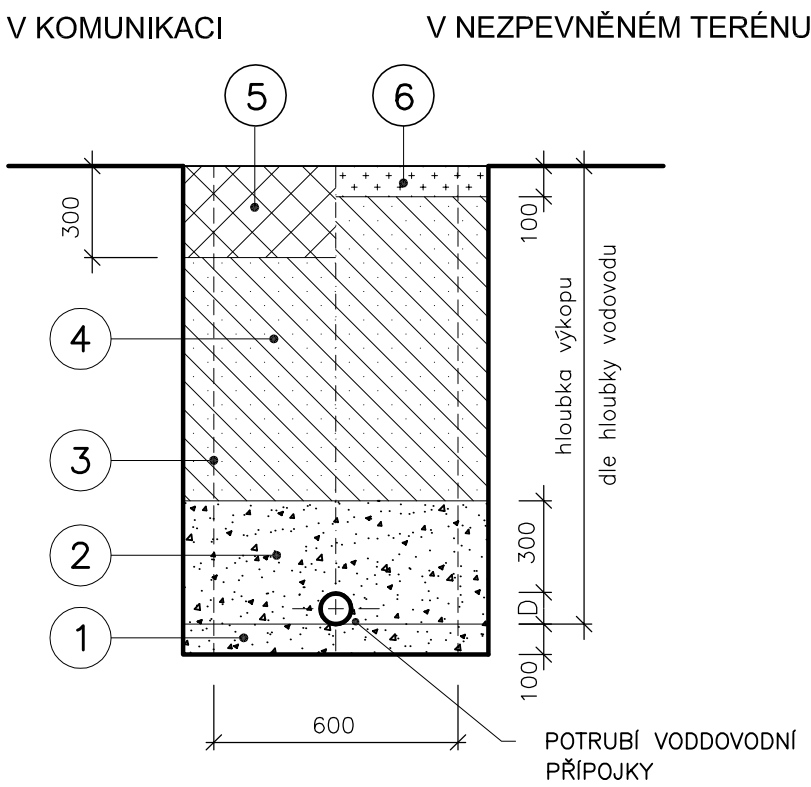 V KOMUNIKACI
V NEZPEVNĚNÉM TERÉNU
5
6
300
100
4
hloubka výkopu
dle hloubky vodovodu
3
2
300
D
1
100
600
POTRUBÍ VODDOVODNÍ
PŘÍPOJKY